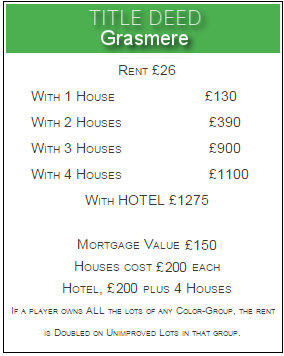 TITLE DEED
Grasmere
RENT £26
WITH 1 HOUSE £130
WITH 2 HOUSES £390
WITH 3 HOUSES £900
WITH 4 HOUSES £1100
WITH HOTEL £1275
MORTGAGE VALUE £150
HOUSES COST £200 EACH
HOTEL, £200 PLUS 4 HOUSES
IF A PLAYER OWNS ALL THE LOTS OF ANY COLOR-GROUP, THE RENT
IS DOUBLED ON UNIMPROVED LOTS IN THAT GROUP.